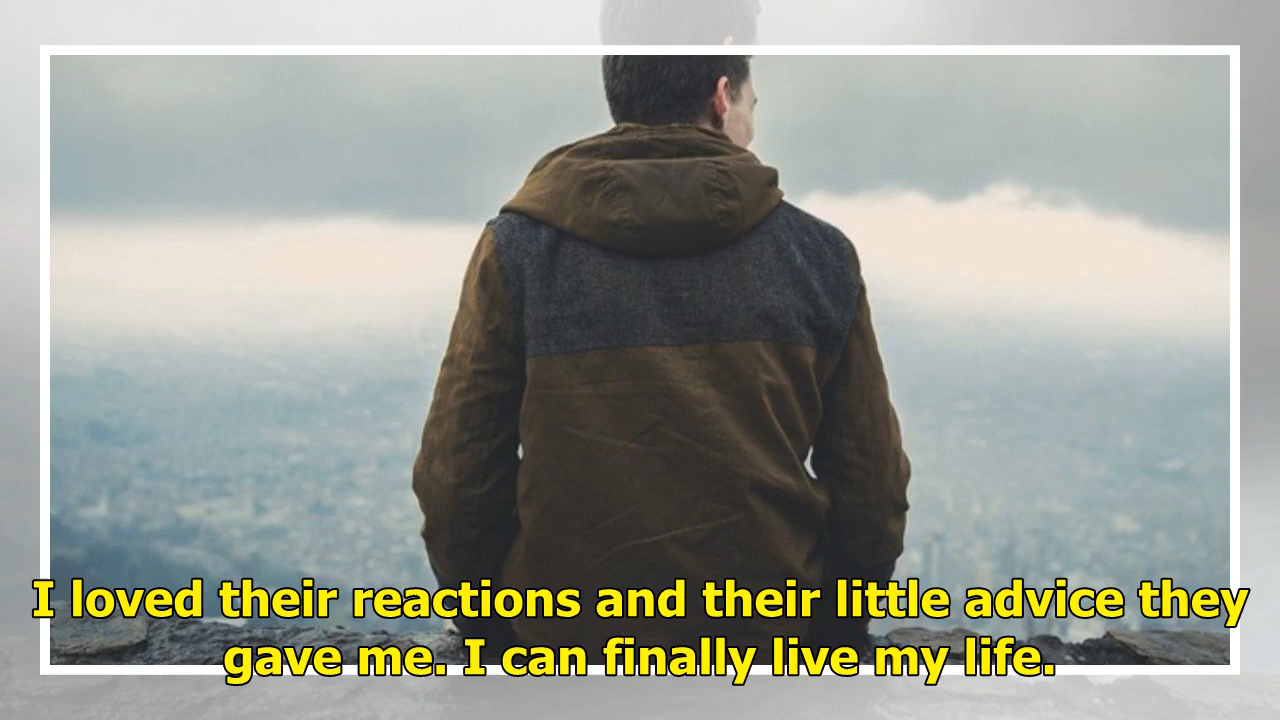 I loved their reactions and their little advice they
gave me. I can finally live my life.